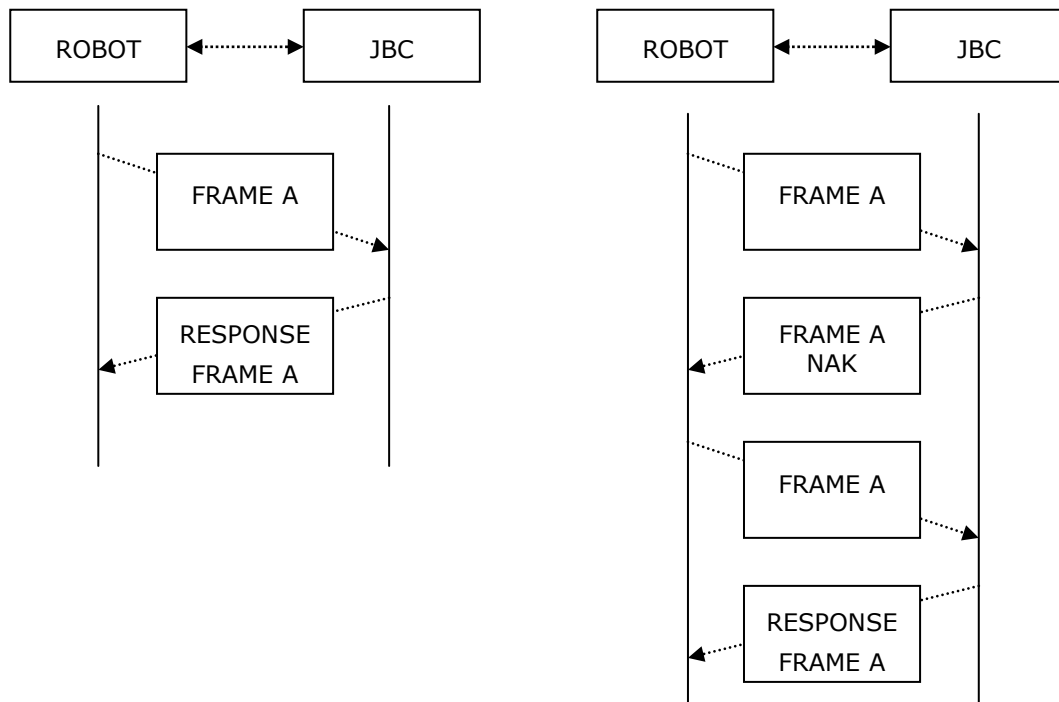 ROBOT
JBC
FRAME A
RESPONSE
FRAME A
ROBOT
JBC
FRAME A
FRAME A
NAK
FRAME A
RESPONSE
FRAME A